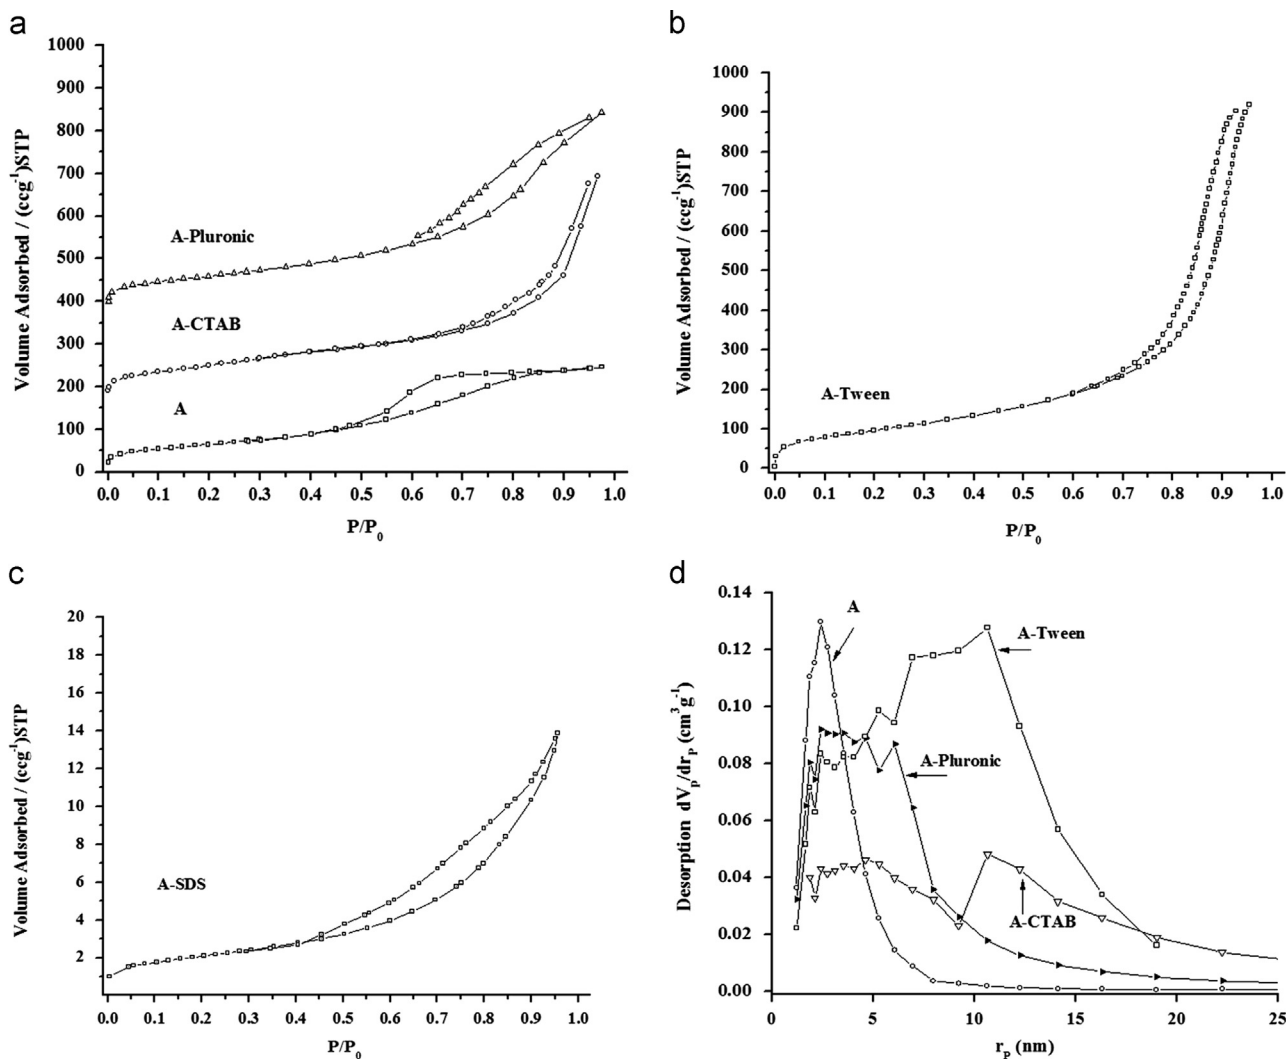 a
Volume Adsorbed / (ccg⁻¹)STP
1000
900
800
700
600
500
400
300
200
100
0
A-Pluronic
A-CTAB
A
0.0 0.1 0.2 0.3 0.4 0.5 0.6 0.7 0.8 0.9 1.0
P/P₀
b
Volume Adsorbed / (ccg⁻¹)STP
1000
900
800
700
600
500
400
300
200
100
0
A-Tween
0.0 0.1 0.2 0.3 0.4 0.5 0.6 0.7 0.8 0.9 1.0
P/P₀
c
Volume Adsorbed / (ccg⁻¹)STP
20
18
16
14
12
10
8
6
4
2
A-SDS
0.0 0.1 0.2 0.3 0.4 0.5 0.6 0.7 0.8 0.9 1.0
P/P₀
d
Desorption dVₚ/drₚ (cm³g⁻¹)
0.14
0.12
0.10
0.08
0.06
0.04
0.02
0.00
A
A-Tween
A-Pluronic
A-CTAB
0 5 10 15 20 25
rₚ (nm)